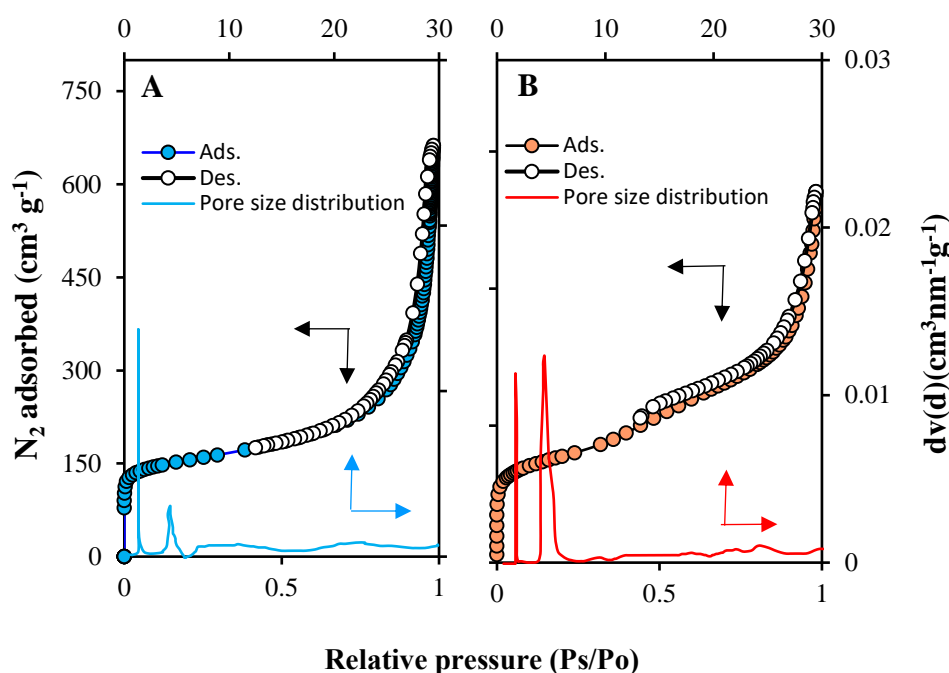 0 10 20 30 0 10 20 30
0.03
750
A
B
Ads.
Des.
Pore size distribution
Ads.
Des.
Pore size distribution
600
0.02
450
300
0.01
150
0
0
0 0.5 1 0 0.5 1
N₂ adsorbed (cm³ g⁻¹)
dv(d)(cm³nm⁻¹g⁻¹)
Relative pressure (Ps/Po)